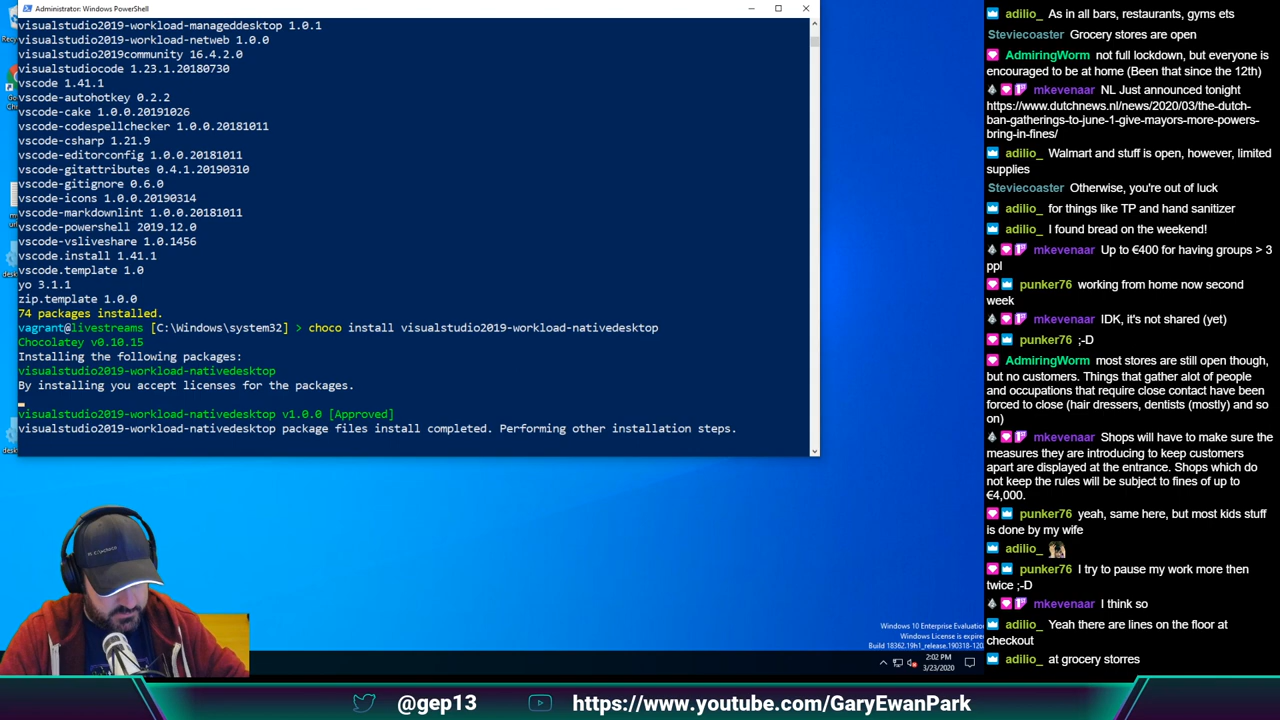 Administrator: Windows PowerShell
visualstudio2019-workload-manageddesktop 1.0.1
visualstudio2019-workload-netweb 1.0.0
visualstudio2019community 16.4.2.0
visualstudiocode 1.23.1.20180730
vscode 1.41.1
vscode-autohotkey 0.2.2
vscode-cake 1.0.0.20191026
vscode-codespellchecker 1.0.0.20181011
vscode-csharp 1.21.9
vscode-editorconfig 1.0.0.20181011
vscode-gitattributes 0.4.1.20190310
vscode-gitignore 0.6.0
vscode-icons 1.0.0.20190314
vscode-markdownlint 1.0.0.20181011
vscode-powershell 2019.12.0
vscode-vsliveshare 1.0.1456
vscode.install 1.41.1
vscode.template 1.0
yo 3.1.1
zip.template 1.0.0
74 packages installed.
vagrant@livestreams [C:\Windows\system32] > choco install visualstudio2019-workload-nativedesktop
Chocolatey v0.10.15
Installing the following packages:
visualstudio2019-workload-nativedesktop
By installing you accept licenses for the packages.
visualstudio2019-workload-nativedesktop v1.0.0 [Approved]
visualstudio2019-workload-nativedesktop package files install completed. Performing other installation steps.
Windows 10 Enterprise Evaluation
Windows License is expire
Build 18362.19h1_release.190318-120
2:02 PM
3/23/2020
adilio_ As in all bars, restaurants, gyms ets
Steviecoaster Grocery stores are open
AdmiringWorm not full lockdown, but everyone is
encouraged to be at home (Been that since the 12th)
mkevenaar NL Just announced tonight
https://www.dutchnews.nl/news/2020/03/the-dutch-
ban-gatherings-to-june-1-give-mayors-more-powers-
bring-in-fines/
adilio_ Walmart and stuff is open, however, limited
supplies
Steviecoaster Otherwise, you're out of luck
adilio_ for things like TP and hand sanitizer
adilio_ I found bread on the weekend!
mkevenaar Up to €400 for having groups > 3
ppl
punker76 working from home now second
week
mkevenaar IDK, it's not shared (yet)
punker76 ;-D
AdmiringWorm most stores are still open though,
but no customers. Things that gather alot of people
and occupations that require close contact have been
forced to close (hair dressers, dentists (mostly) and so
on)
mkevenaar Shops will have to make sure the
measures they are introducing to keep customers
apart are displayed at the entrance. Shops which do
not keep the rules will be subject to fines of up to
€4,000.
punker76 yeah, same here, but most kids stuff
is done by my wife
adilio_
punker76 I try to pause my work more then
twice ;-D
mkevenaar I think so
adilio_ Yeah there are lines on the floor at
checkout
adilio_ at grocery storres
@gep13 https://www.youtube.com/GaryEwanPark